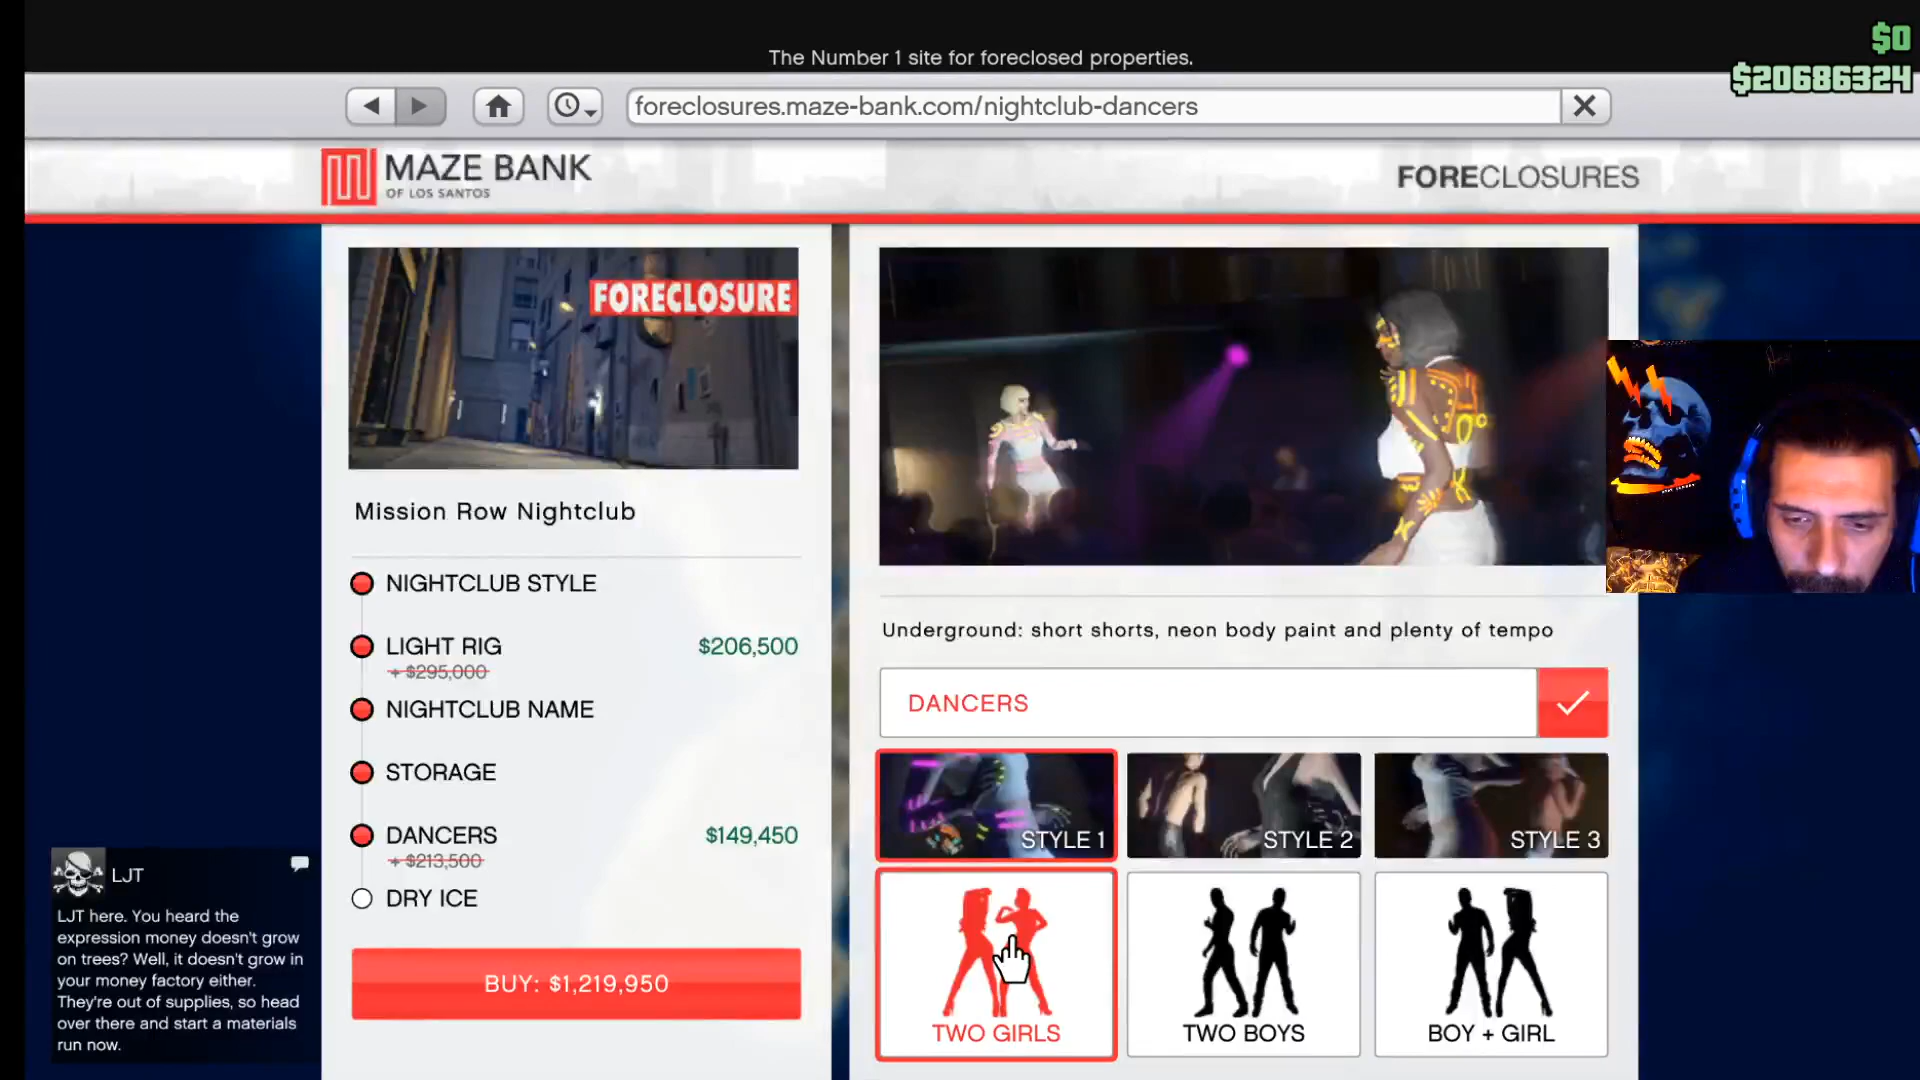 The Number 1 site for foreclosed properties.
$0
$20686324
foreclosures.maze-bank.com/nightclub-dancers
MAZE BANK
OF LOS SANTOS
FORECLOSURES
FORECLOSURE
Mission Row Nightclub
NIGHTCLUB STYLE
LIGHT RIG $206,500
+ $295,000
NIGHTCLUB NAME
STORAGE
DANCERS $149,450
+ $213,500
DRY ICE
BUY: $1,219,950
Underground: short shorts, neon body paint and plenty of tempo
DANCERS
STYLE 1
STYLE 2
STYLE 3
TWO GIRLS
TWO BOYS
BOY + GIRL
LJT
LJT here. You heard the
expression money doesn't grow
on trees? Well, it doesn't grow in
your money factory either.
They're out of supplies, so head
over there and start a materials
run now.